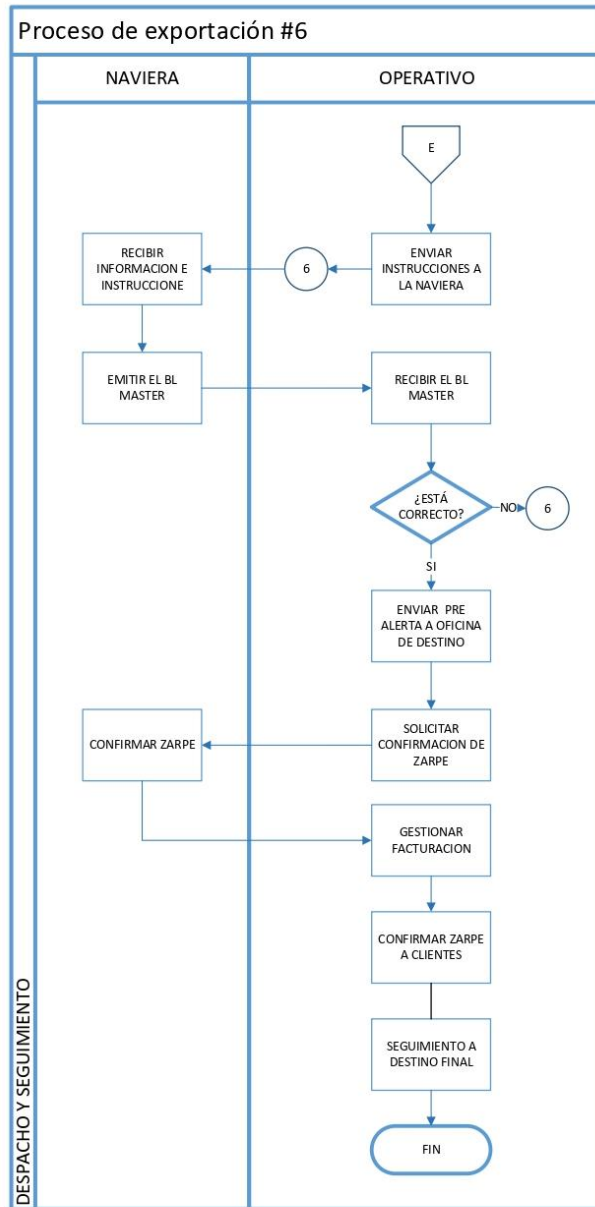 Proceso de exportación #6
NAVIERA
OPERATIVO
E
ENVIAR
INSTRUCCIONES A
LA NAVIERA
6
RECIBIR
INFORMACION E
INSTRUCCIONE
EMITIR EL BL
MASTER
RECIBIR EL BL
MASTER
¿ESTÁ
CORRECTO?
NO
6
SI
ENVIAR PRE
ALERTA A OFICINA
DE DESTINO
SOLICITAR
CONFIRMACION DE
ZARPE
CONFIRMAR ZARPE
GESTIONAR
FACTURACION
CONFIRMAR ZARPE
A CLIENTES
SEGUIMIENTO A
DESTINO FINAL
FIN
DESPACHO Y SEGUIMIENTO